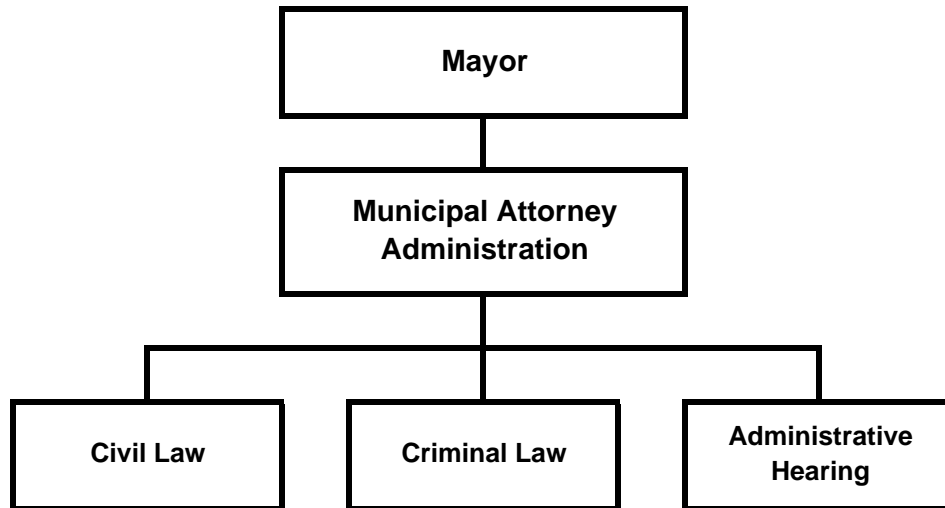 Mayor
Municipal Attorney
Administration
Civil Law
Criminal Law
Administrative
Hearing